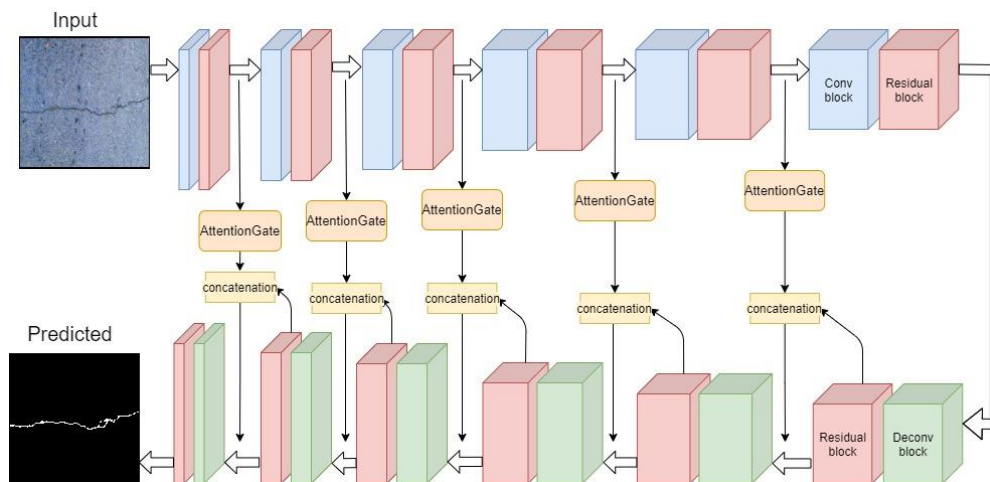 Input
Conv
block
Residual
block
AttentionGate
AttentionGate
AttentionGate
AttentionGate
AttentionGate
concatenation
concatenation
concatenation
concatenation
concatenation
Predicted
Residual
block
Deconv
block